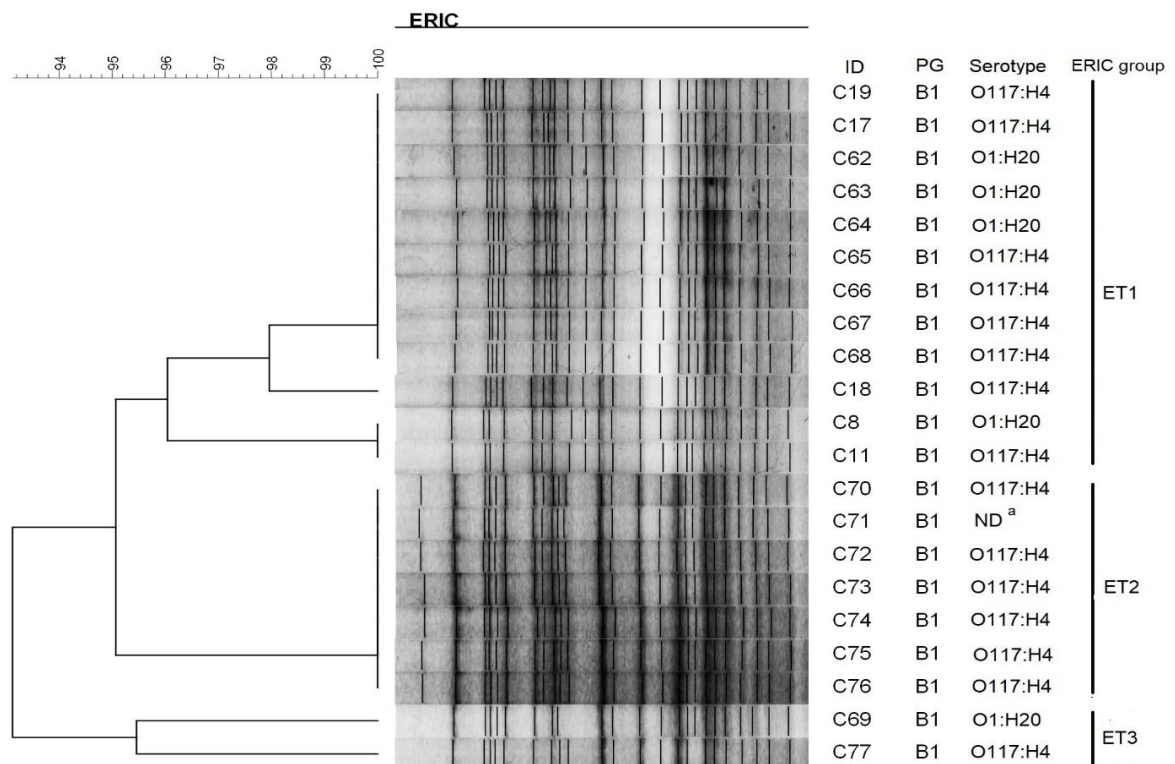 ERIC
94 95 96 97 98 99 100
ID PG Serotype ERIC group
C19 B1 O117:H4
C17 B1 O117:H4
C62 B1 O1:H20
C63 B1 O1:H20
C64 B1 O1:H20
C65 B1 O117:H4
C66 B1 O117:H4
ET1
C67 B1 O117:H4
C68 B1 O117:H4
C18 B1 O117:H4
C8 B1 O1:H20
C11 B1 O117:H4
C70 B1 O117:H4
C71 B1 ND a
C72 B1 O117:H4
C73 B1 O117:H4 ET2
C74 B1 O117:H4
C75 B1 O117:H4
C76 B1 O117:H4
C69 B1 O1:H20
ET3
C77 B1 O117:H4